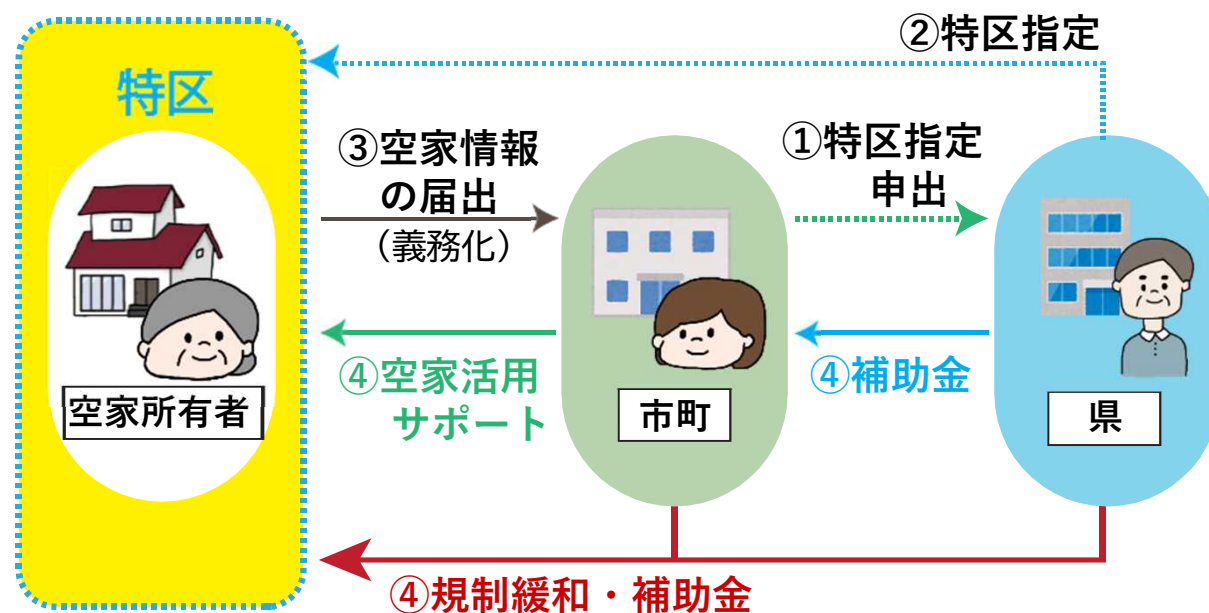 ②特区指定
特区
③空家情報
の届出
（義務化）
①特区指定
申出
④空家活用
サポート
④補助金
空家所有者
市町
県
④規制緩和・補助金